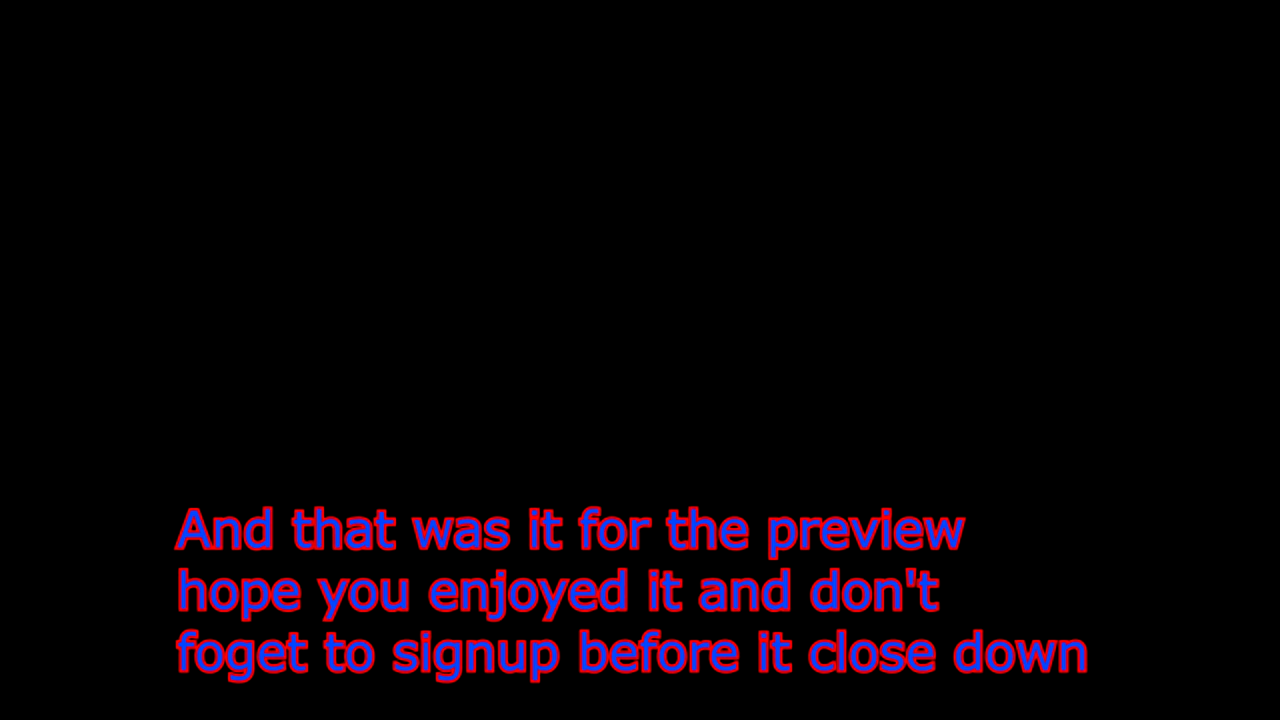 And that was it for the preview
hope you enjoyed it and don't
foget to signup before it close down